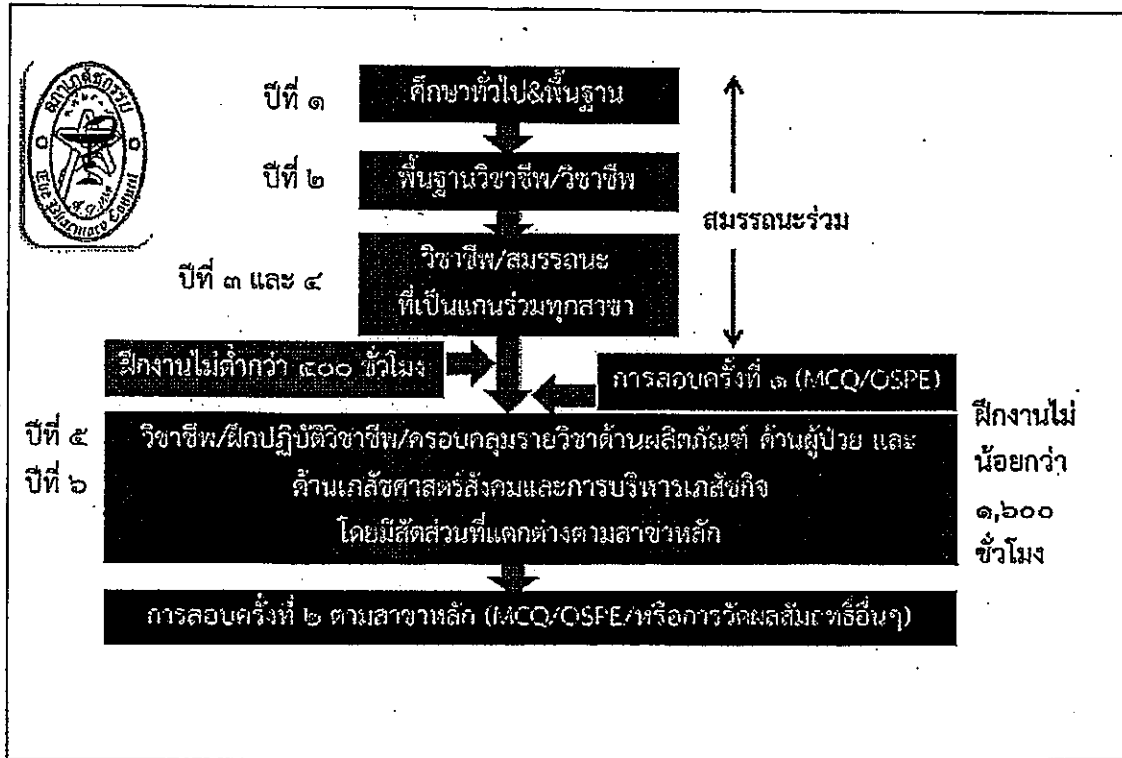 สภาเภสัชกรรม
ปีที่ ๑
ศึกษาทั่วไป&พื้นฐาน
ปีที่ ๒
พื้นฐานวิชาชีพ/วิชาชีพ
สมรรถนะร่วม
ปีที่ ๓ และ ๔
วิชาชีพ/สมรรถนะ
ที่เป็นแกนร่วมทุกสาขา
ฝึกงานไม่ต่ำกว่า ๔๐๐ ชั่วโมง
การสอบครั้งที่ ๑ (MCQ/OSPE)
ปีที่ ๕
ปีที่ ๖
วิชาชีพ/ฝึกปฏิบัติวิชาชีพ/ครอบคลุมรายวิชาด้านผลิตภัณฑ์ ด้านผู้ป่วย และ
ด้านเภสัชศาสตร์สังคมและการบริหารเภสัชกิจ
โดยมีสัดส่วนที่แตกต่างตามสาขาหลัก
ฝึกงานไม่
น้อยกว่า
๑,๖๐๐
ชั่วโมง
การสอบครั้งที่ ๒ ตามสาขาหลัก (MCQ/OSPE/หรือการวัดผลสัมฤทธิ์อื่นๆ)